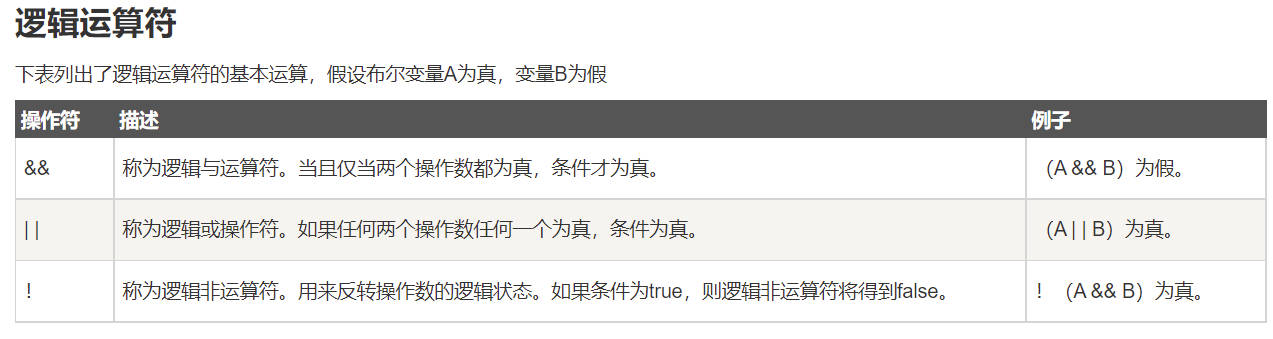 逻辑运算符
下表列出了逻辑运算符的基本运算，假设布尔变量A为真，变量B为假
操作符 描述 例子
&& 称为逻辑与运算符。当且仅当两个操作数都为真，条件才为真。 （A && B）为假。
| | 称为逻辑或操作符。如果任何两个操作数任何一个为真，条件为真。 （A | | B）为真。
！ 称为逻辑非运算符。用来反转操作数的逻辑状态。如果条件为true，则逻辑非运算符将得到false。 ！（A && B）为真。